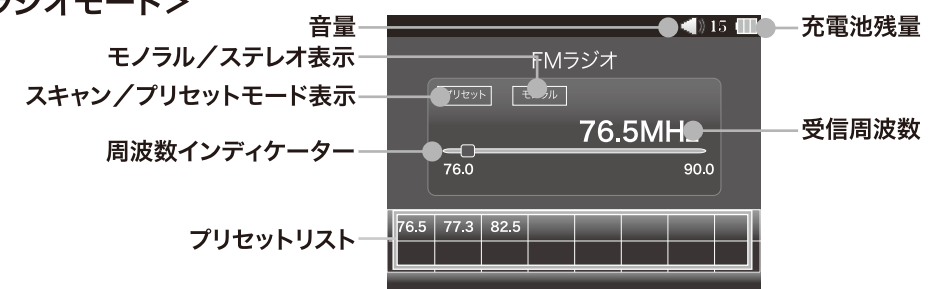 ラジオモード＞
音量
15
充電池残量
モノラル／ステレオ表示
FMラジオ
スキャン／プリセットモード表示
プリセット
モノラル
76.5MHz
受信周波数
周波数インディケーター
76.0
90.0
プリセットリスト
76.5 77.3 82.5